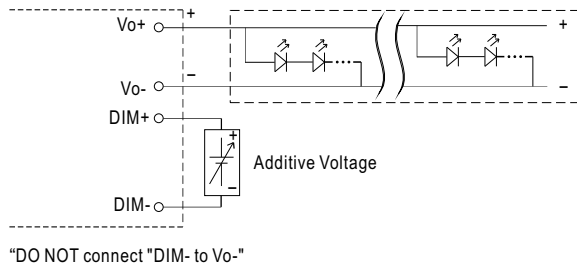 Vo+
+
+
–
Vo-
–
DIM+
+
Additive Voltage
–
DIM-
“DO NOT connect "DIM- to Vo-"